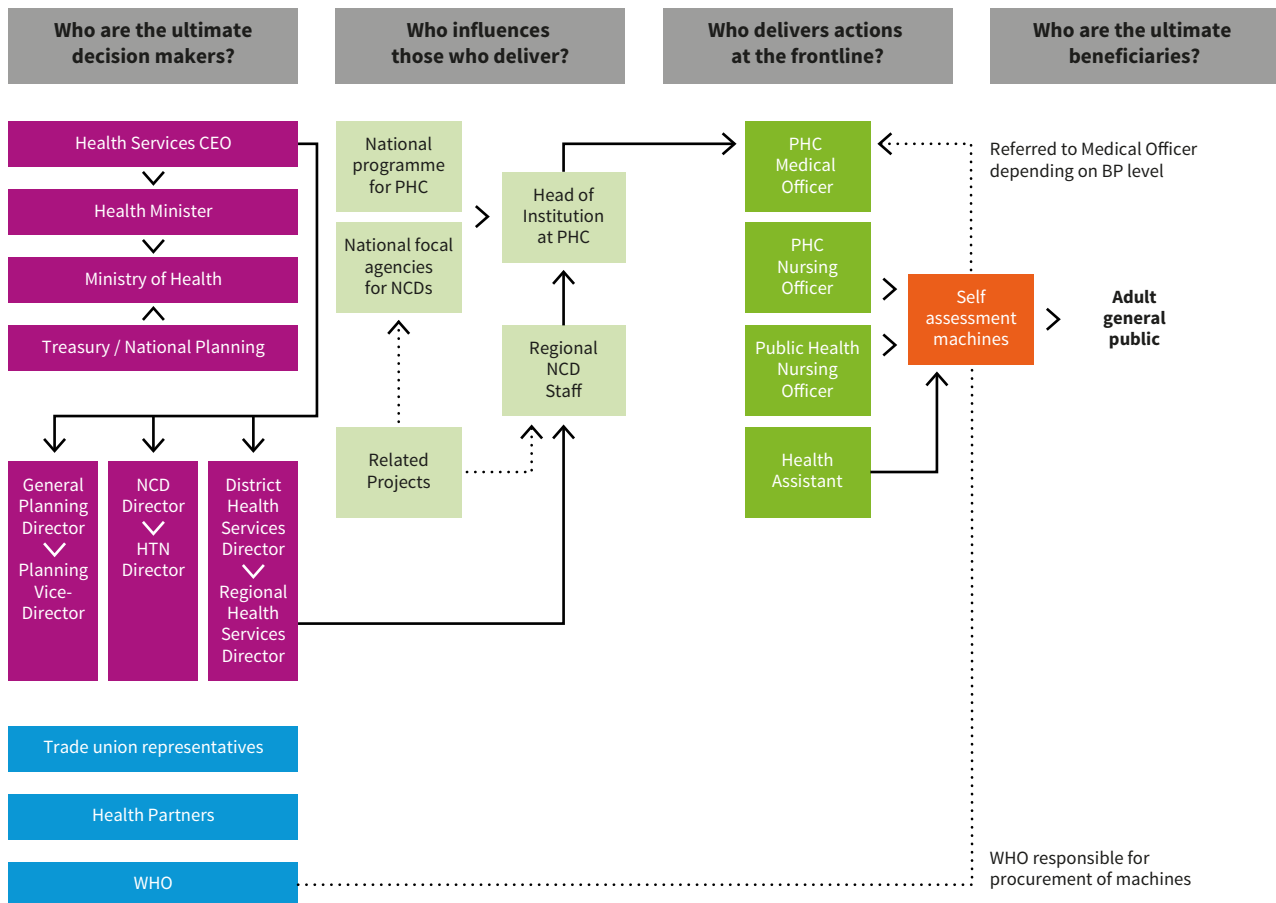 Who are the ultimate
decision makers?
Who influences
those who deliver?
Who delivers actions
at the frontline?
Who are the ultimate
beneficiaries?
Health Services CEO
Health Minister
Ministry of Health
Treasury / National Planning
General
Planning
Director
Planning
Vice-
Director
NCD
Director
HTN
Director
District
Health
Services
Director
Regional
Health
Services
Director
Trade union representatives
Health Partners
WHO
National
programme
for PHC
National focal
agencies
for NCDs
Related
Projects
Head of
Institution
at PHC
Regional
NCD
Staff
PHC
Medical
Officer
PHC
Nursing
Officer
Public Health
Nursing
Officer
Health
Assistant
Self
assessment
machines
Referred to Medical Officer
depending on BP level
Adult
general
public
WHO responsible for
procurement of machines